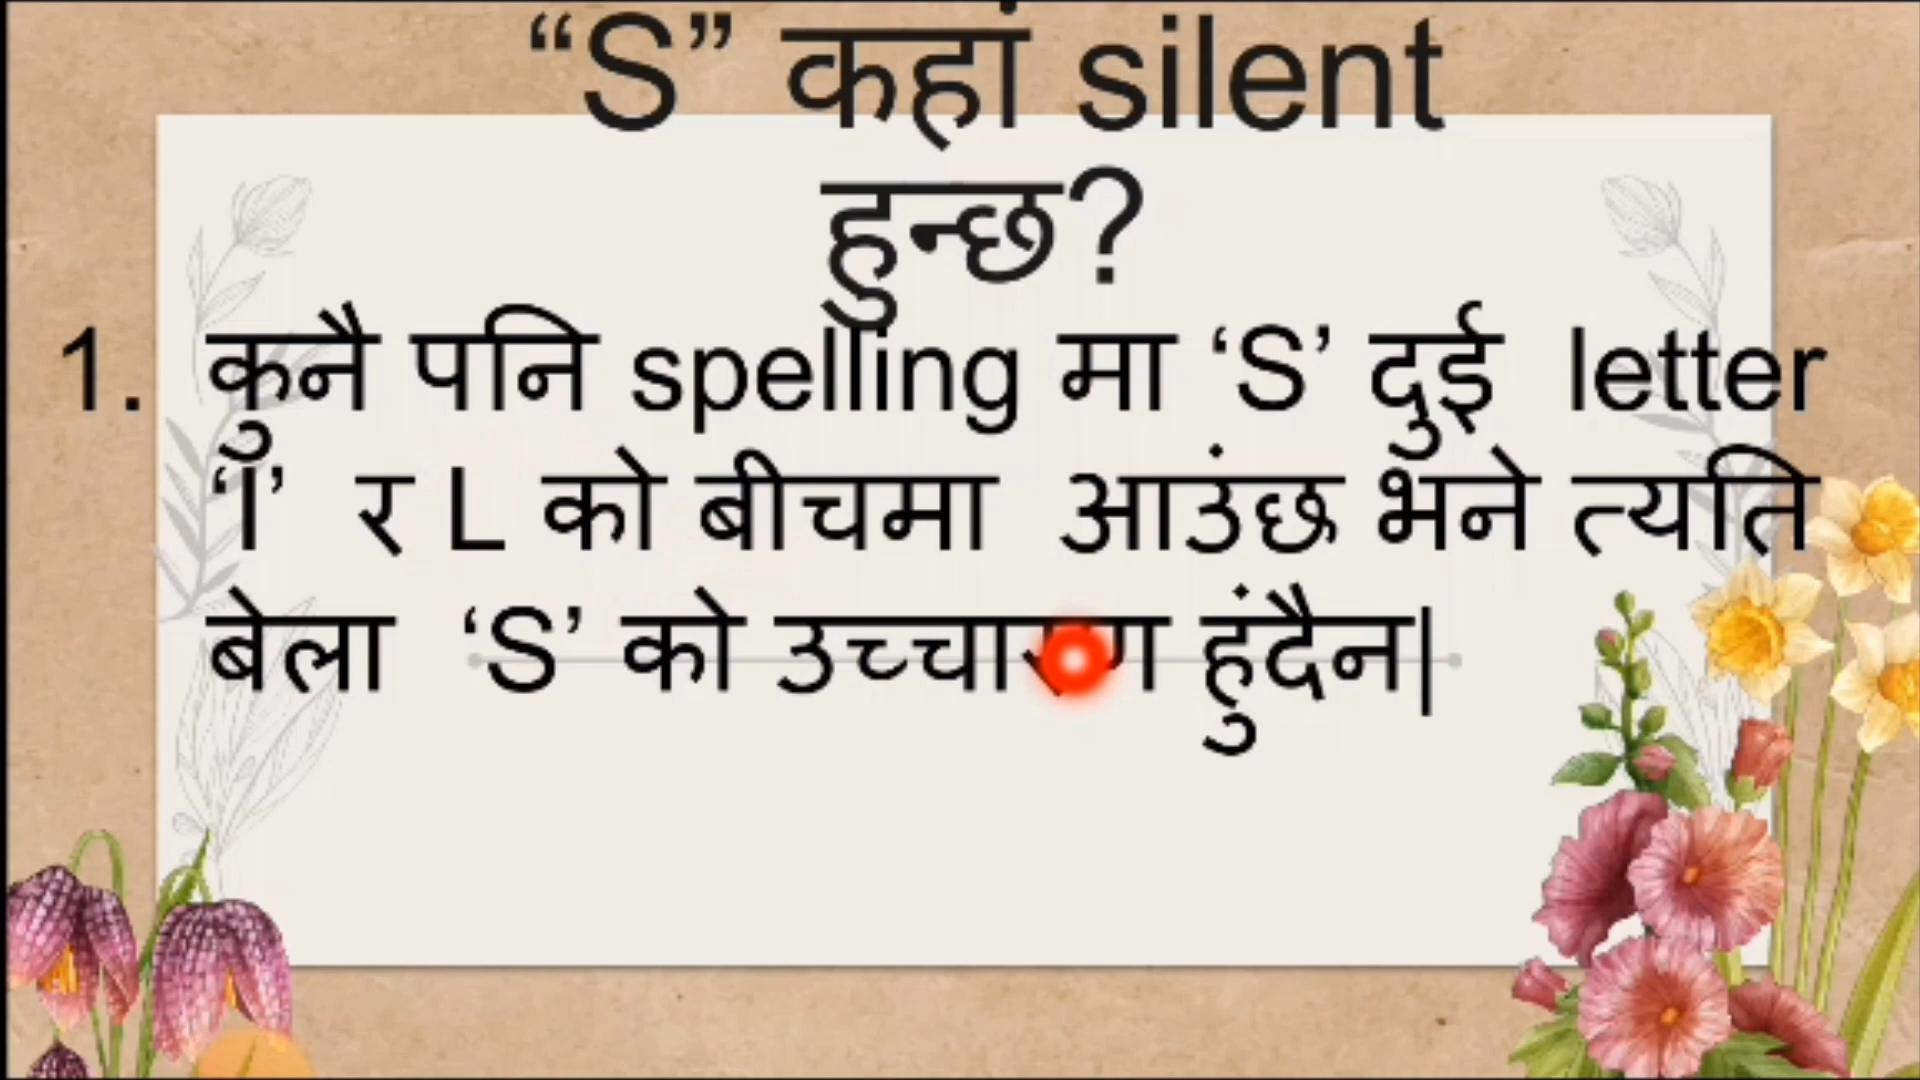 “S” कहां silent
हुन्छ?
1. कुनै पनि spelling मा ‘S’ दुई letter
‘I’ र L को बीचमा आउंछ भने त्यति
बेला ‘S’ को उच्चारण हुंदैन|